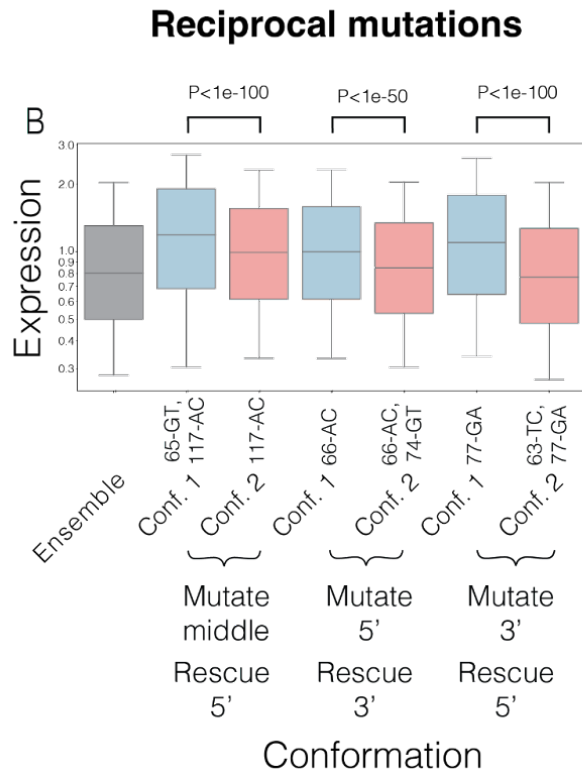 Reciprocal mutations
P<1e-100
P<1e-50
P<1e-100
B
Expression
3.0
2.0
1.0
0.9
0.8
0.7
0.6
0.5
0.4
0.3
Ensemble
Conf. 1
65-GT,
117-AC
Conf. 2
117-AC
Conf. 1
66-AC
Conf. 2
66-AC,
74-GT
Conf. 1
77-GA
Conf. 2
63-TC,
77-GA
Mutate
middle
Rescue
5'
Mutate
5'
Rescue
3'
Mutate
3'
Rescue
5'
Conformation